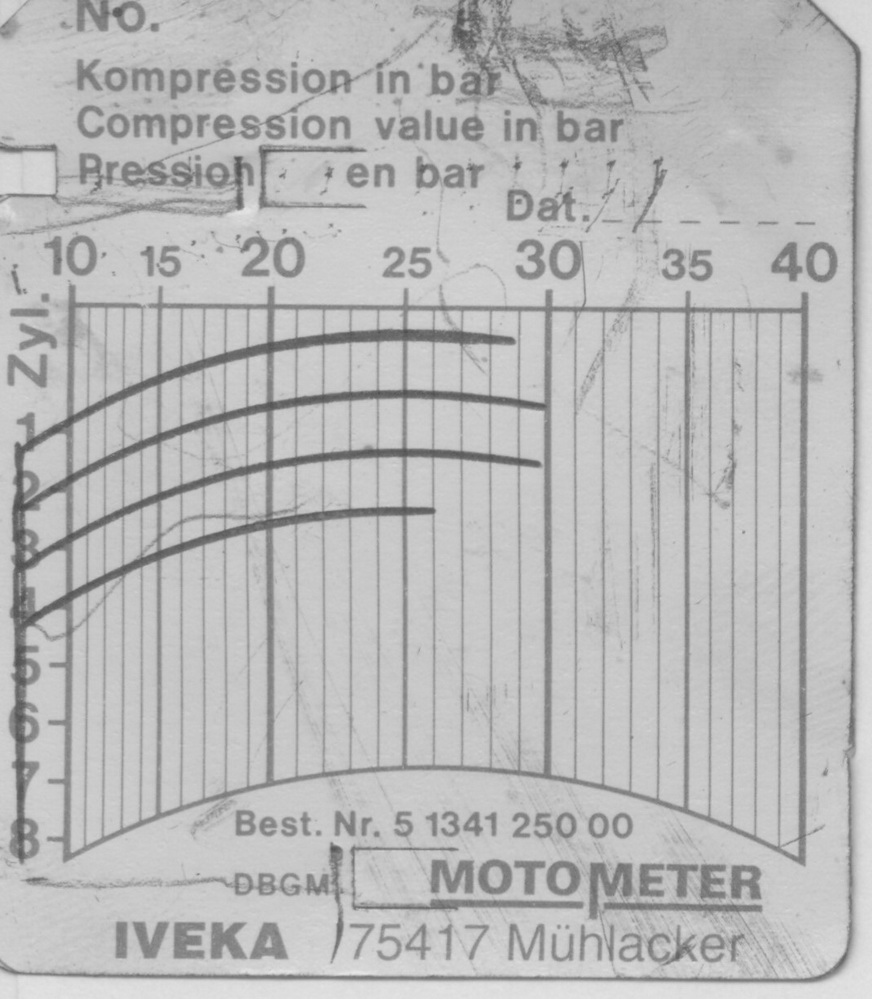 No.
Kompression in bar
Compression value in bar
Pression en bar
Dat.
10 15 20 25 30 35 40
Zyl.
1
2
3
4
5
6
7
8
Best. Nr. 5 1341 250 00
DBGM MOTO METER
IVEKA 75417 Mühlacker